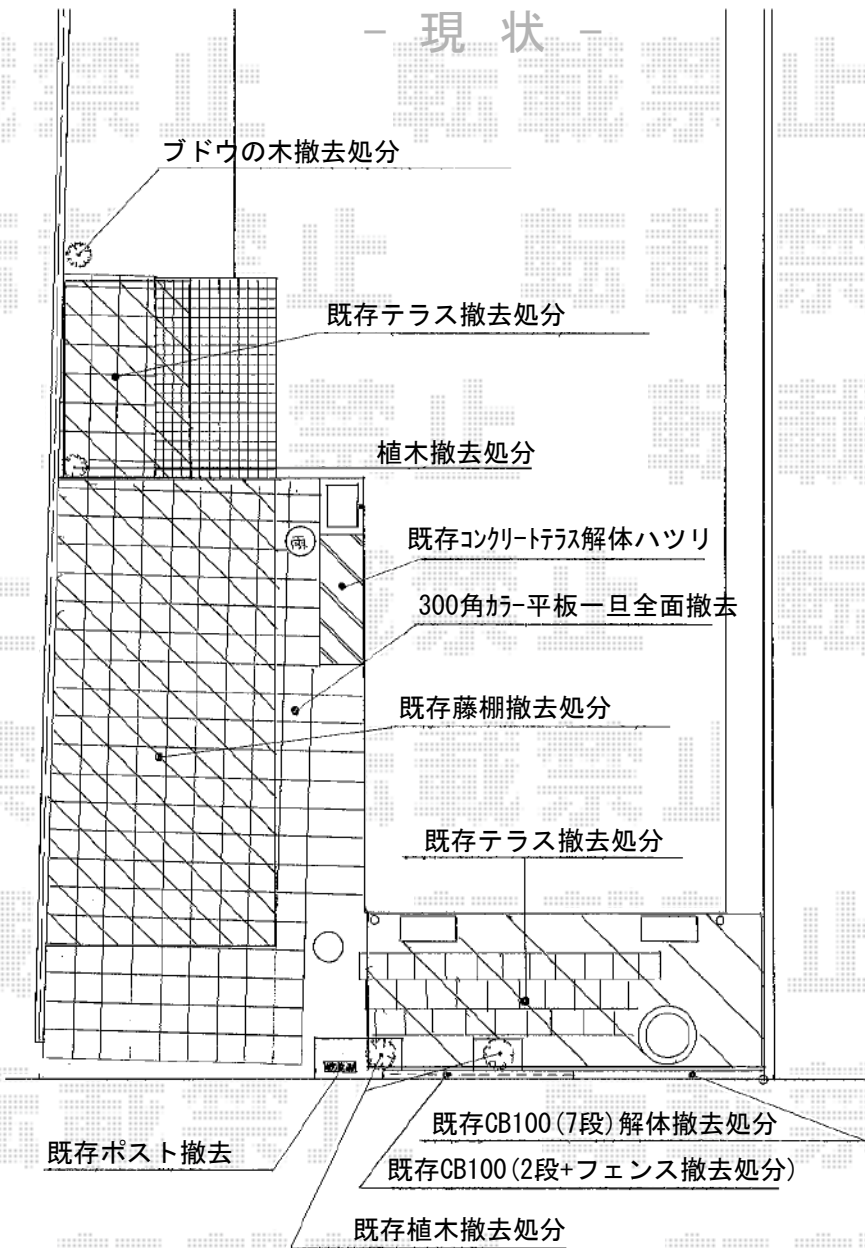 - 現 状 -
ブドウの木撤去処分
既存テラス撤去処分
植木撤去処分
雨
既存コンクリートテラス解体ハツリ
300角カラー平板一旦全面撤去
既存藤棚撤去処分
既存テラス撤去処分
既存CB100(7段)解体撤去処分
既存ポスト撤去
既存CB100(2段+フェンス撤去処分)
既存植木撤去処分
転載禁止